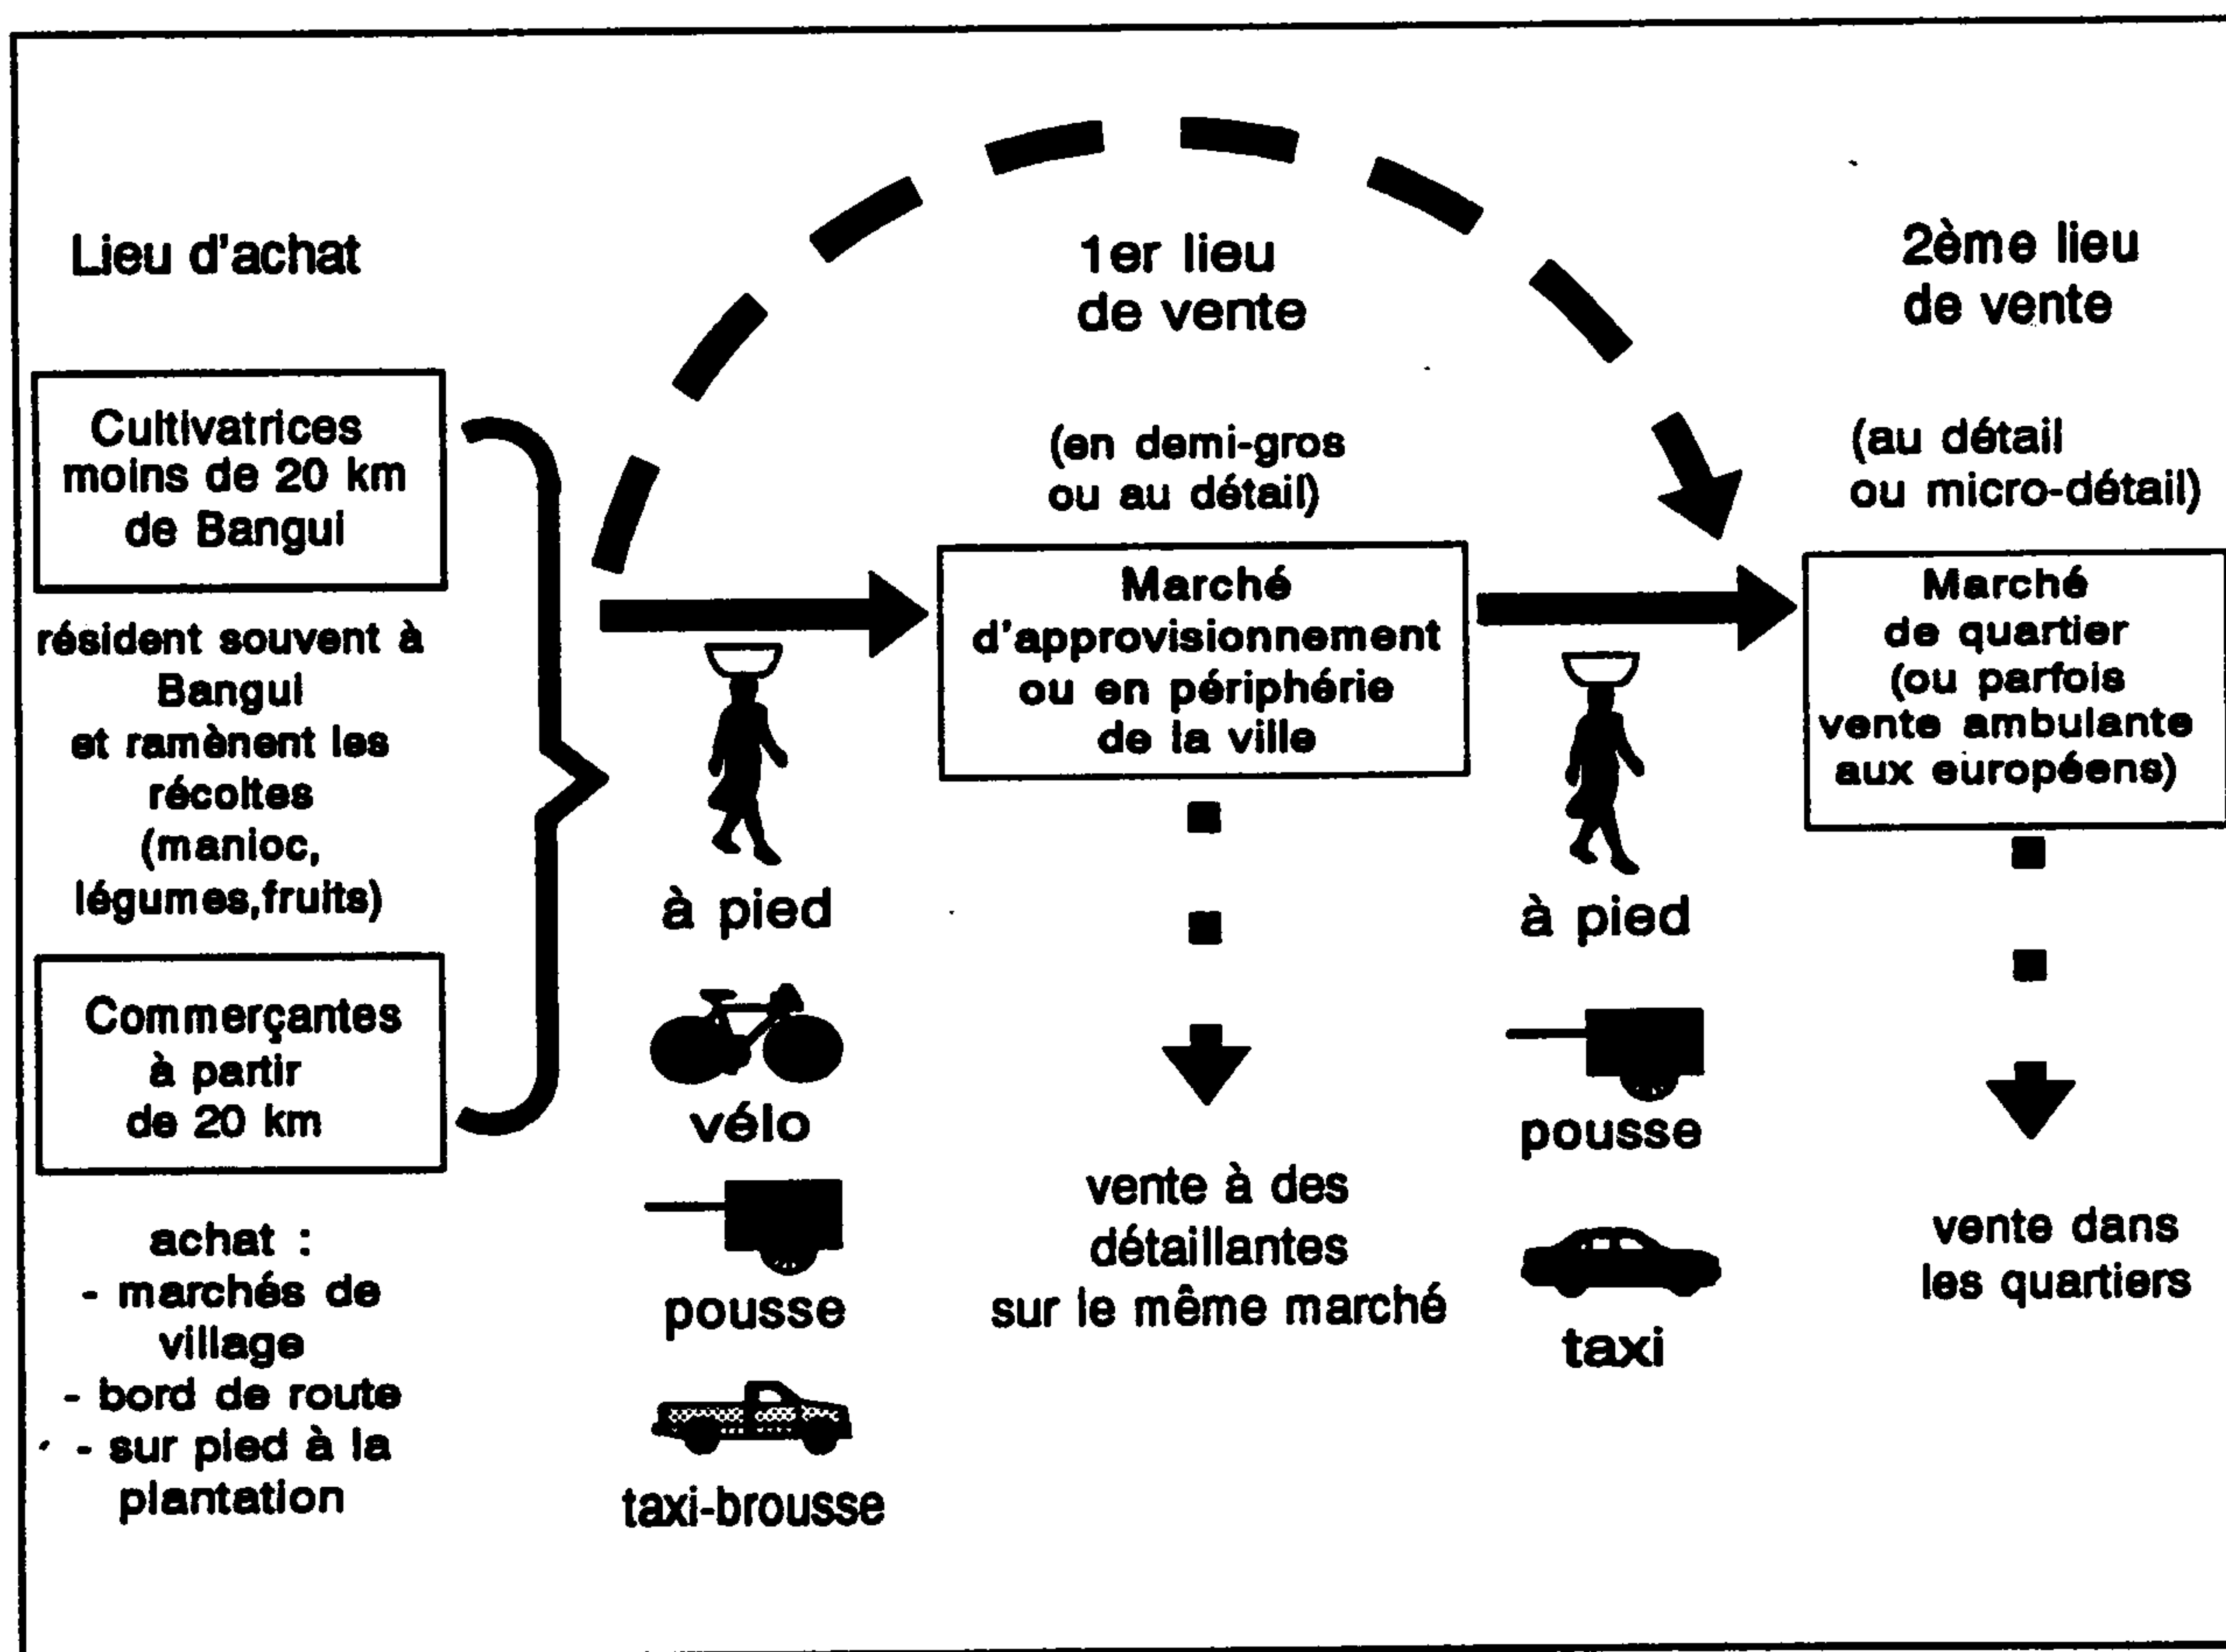 Lieu d'achat
Cultivatrices
moins de 20 km
de Bangui
résident souvent à
Bangui
et ramènent les
récoltes
(manioc,
légumes,fruits)
Commerçantes
à partir
de 20 km
achat :
- marchés de
village
- bord de route
- sur pied à la
plantation
à pied
vélo
pousse
taxi-brousse
1er lieu
de vente
(en demi-gros
ou au détail)
Marché
d'approvisionnement
ou en périphérie
de la ville
vente à des
détaillantes
sur le même marché
à pied
pousse
taxi
2ème lieu
de vente
(au détail
ou micro-détail)
Marché
de quartier
(ou parfois
vente ambulante
aux européens)
vente dans
les quartiers